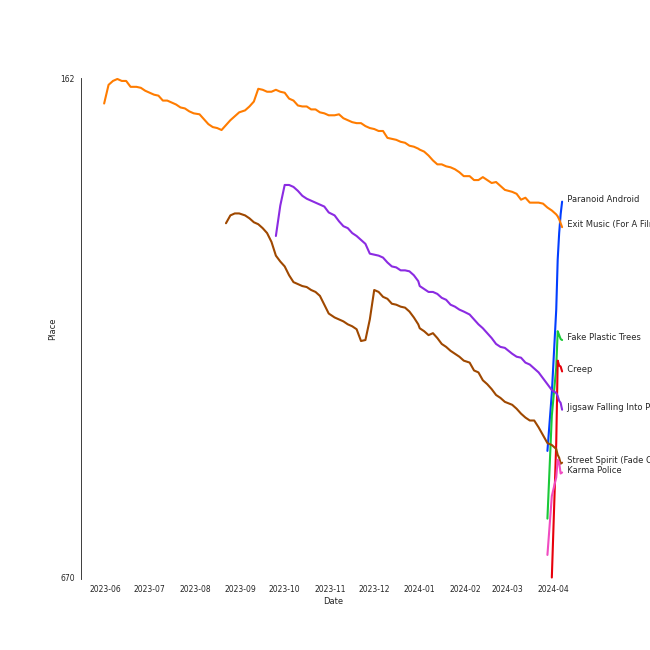 162
Paranoid Android
Exit Music (For A Fil
Place
Fake Plastic Trees
Creep
Jigsaw Falling Into P
Street Spirit (Fade O
Karma Police
670
2023-06 2023-07 2023-08 2023-09 2023-10 2023-11 2023-12 2024-01 2024-02 2024-03 2024-04
Date